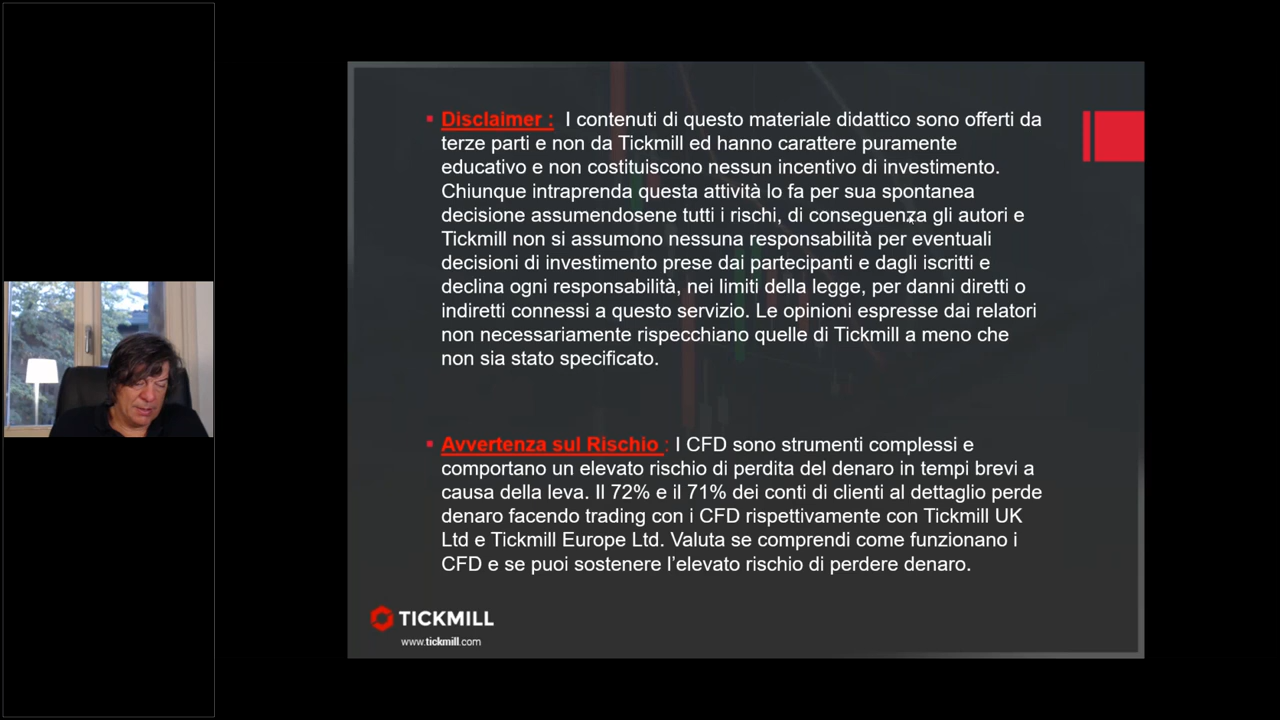 Disclaimer : I contenuti di questo materiale didattico sono offerti da
terze parti e non da Tickmill ed hanno carattere puramente
educativo e non costituiscono nessun incentivo di investimento.
Chiunque intraprenda questa attività lo fa per sua spontanea
decisione assumendosene tutti i rischi, di conseguenza gli autori e
Tickmill non si assumono nessuna responsabilità per eventuali
decisioni di investimento prese dai partecipanti e dagli iscritti e
declina ogni responsabilità, nei limiti della legge, per danni diretti o
indiretti connessi a questo servizio. Le opinioni espresse dai relatori
non necessariamente rispecchiano quelle di Tickmill a meno che
non sia stato specificato.
Avvertenza sul Rischio : I CFD sono strumenti complessi e
comportano un elevato rischio di perdita del denaro in tempi brevi a
causa della leva. Il 72% e il 71% dei conti di clienti al dettaglio perde
denaro facendo trading con i CFD rispettivamente con Tickmill UK
Ltd e Tickmill Europe Ltd. Valuta se comprendi come funzionano i
CFD e se puoi sostenere l’elevato rischio di perdere denaro.
TICKMILL
www.tickmill.com